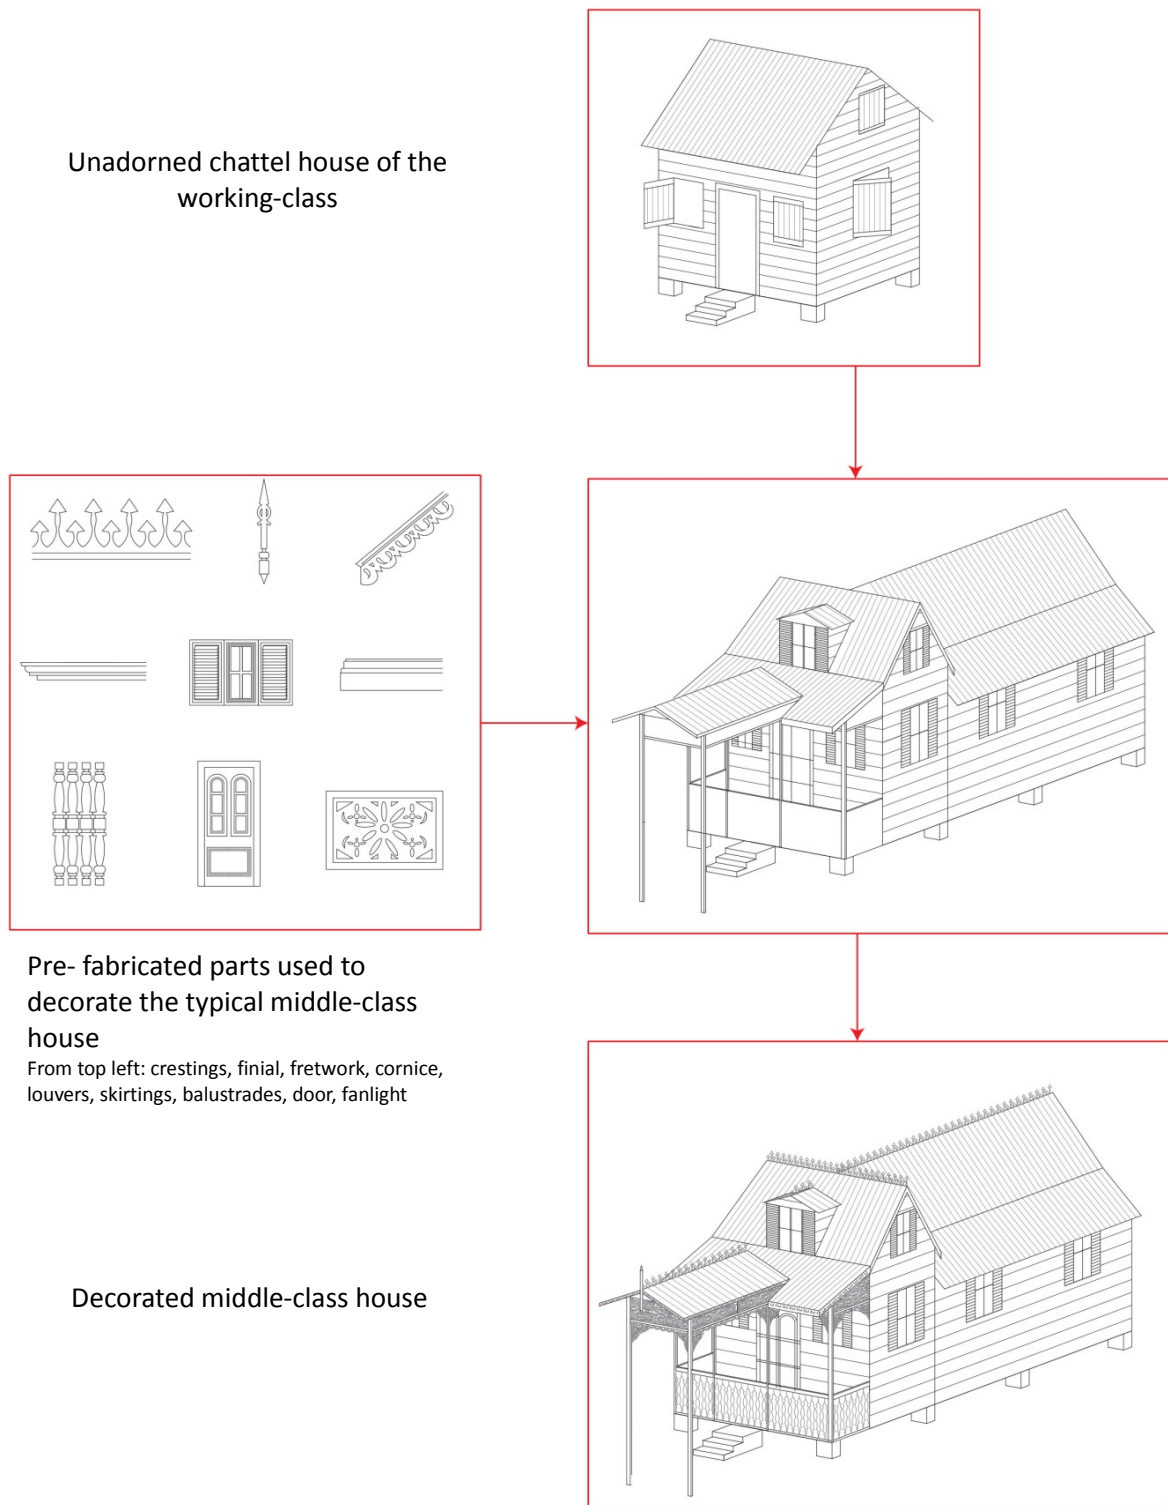 Unadorned chattel house of the
working-class
Pre- fabricated parts used to
decorate the typical middle-class
house
From top left: crestings, finial, fretwork, cornice,
louvers, skirtings, balustrades, door, fanlight
Decorated middle-class house